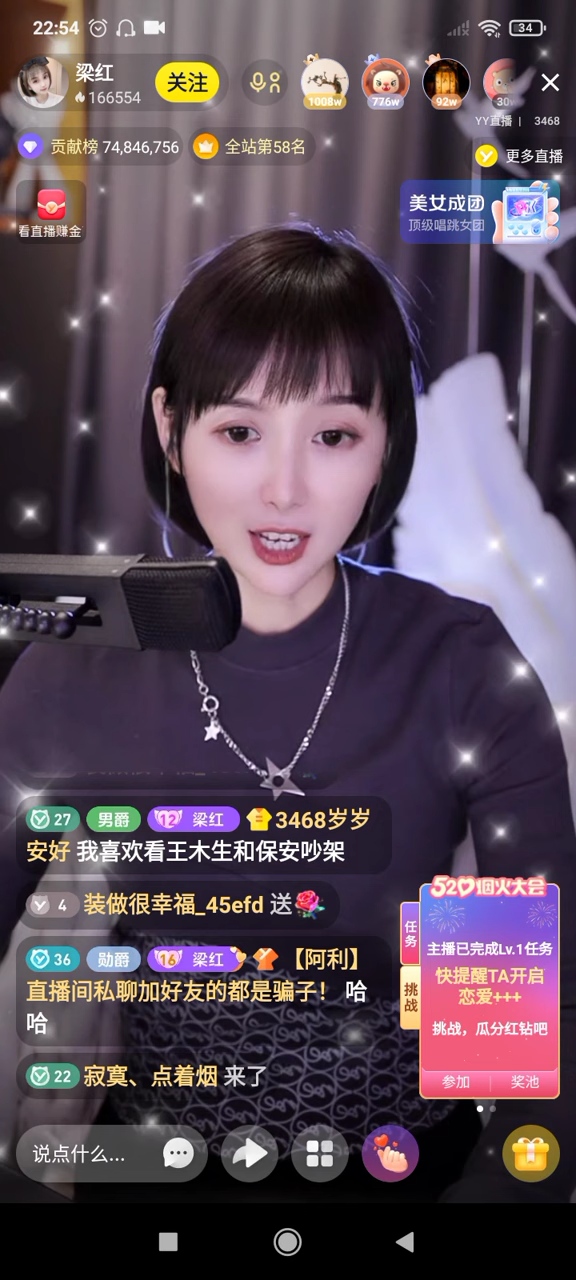 22:54
34
梁红
166554
关注
1008w
776w
92w
30
YY直播 | 3468
贡献榜 74,846,756
全站第58名
更多直播
看直播赚金
美女成团
顶级唱跳女团
27 男爵 12 梁红 3468岁岁
安好 我喜欢看王木生和保安吵架
4 装做很幸福_45efd 送
36 勋爵 16 梁红 【阿利】
直播间私聊加好友的都是骗子！ 哈
哈
22 寂寞、点着烟 来了
520烟火大会
任务
挑战
主播已完成Lv.1任务
快提醒TA开启
恋爱+++
挑战，瓜分红钻吧
参加 奖池
说点什么...